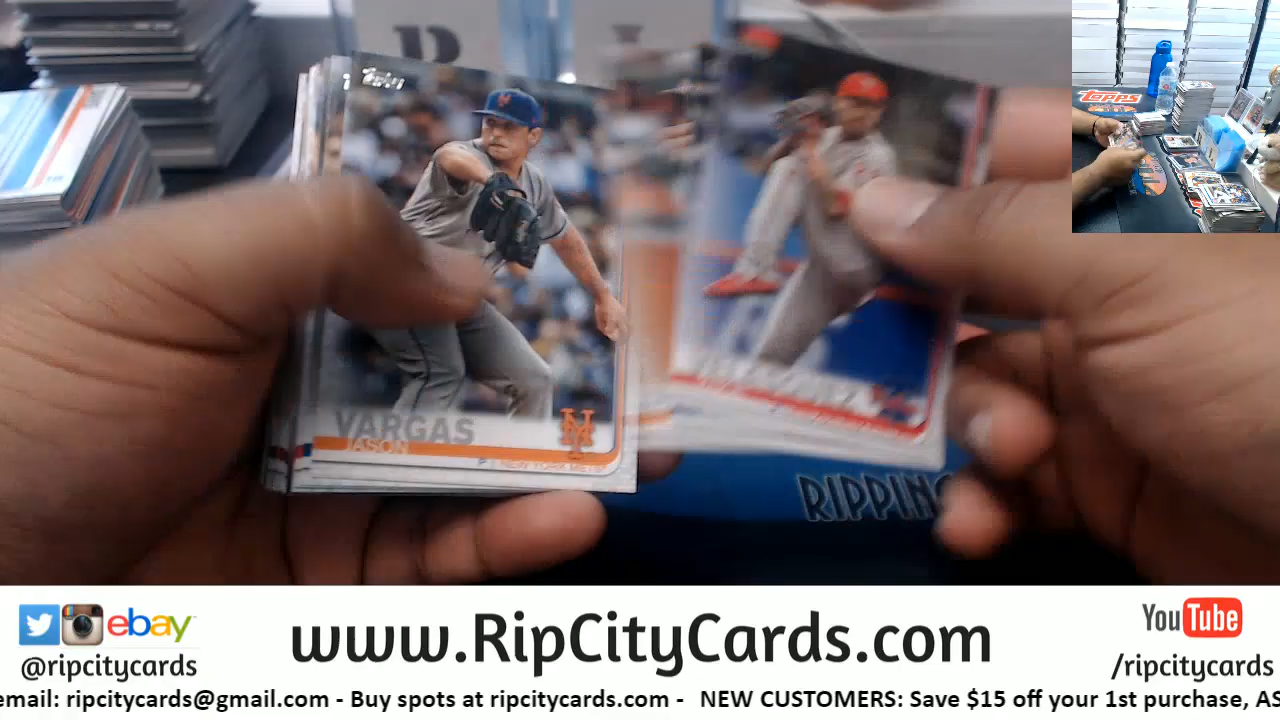 Topps
VARGAS
JASON
NEW YORK METS
RIPPING
topps
ebay
@ripcitycards
www.RipCityCards.com
YouTube
/ripcitycards
email: ripcitycards@gmail.com - Buy spots at ripcitycards.com - NEW CUSTOMERS: Save $15 off your 1st purchase, AS